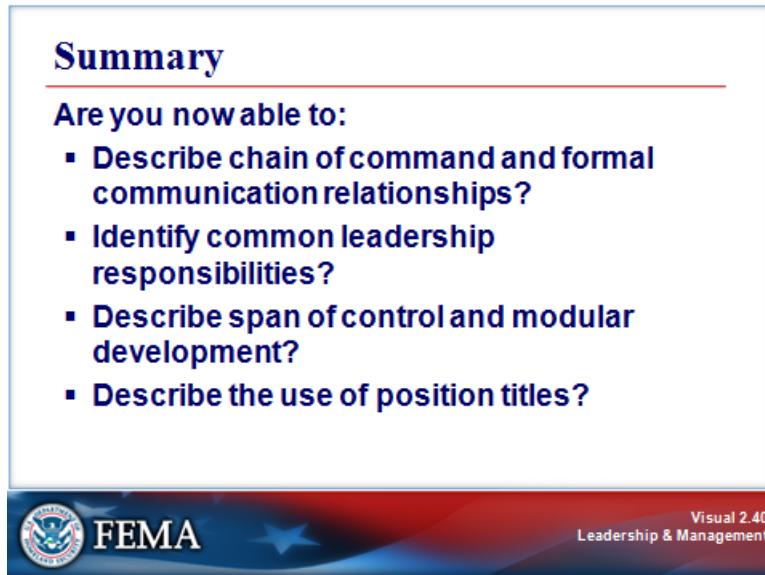 Summary
Are you now able to:
▪ Describe chain of command and formal
communication relationships?
▪ Identify common leadership
responsibilities?
▪ Describe span of control and modular
development?
▪ Describe the use of position titles?
FEMA
Visual 2.40
Leadership & Management